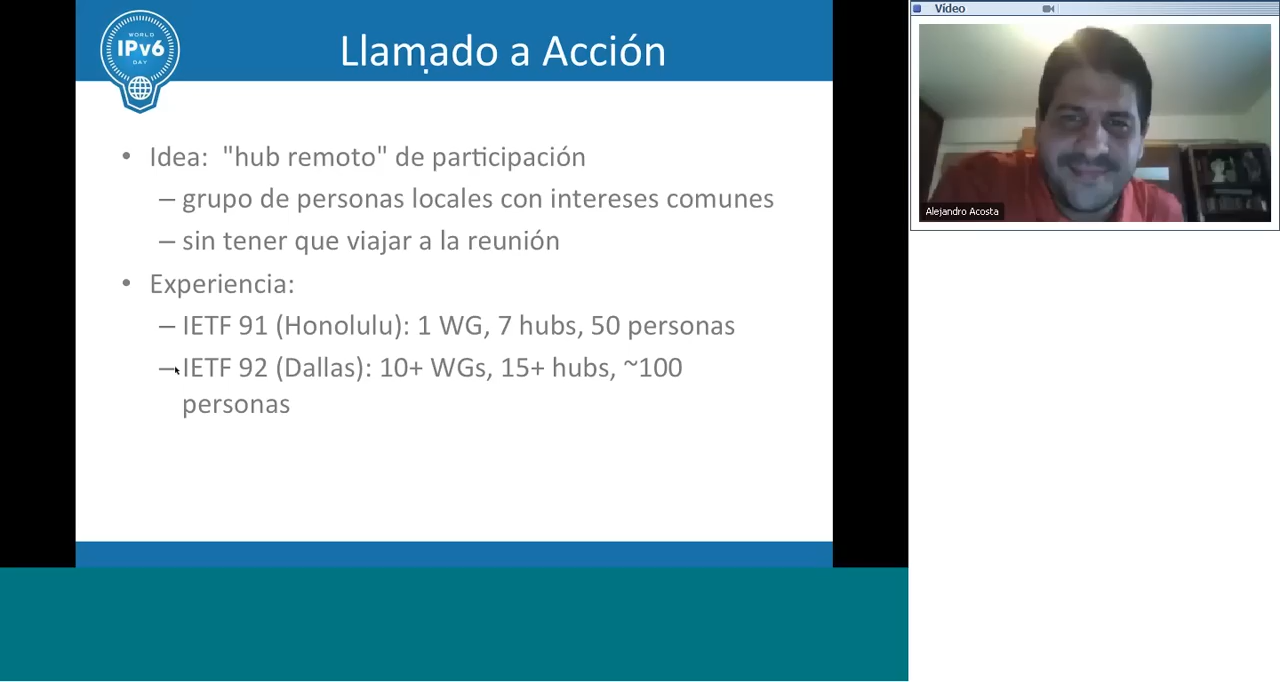 WORLD
IPv6
DAY
Llamado a Acción
• Idea: "hub remoto" de participación
– grupo de personas locales con intereses comunes
– sin tener que viajar a la reunión
• Experiencia:
– IETF 91 (Honolulu): 1 WG, 7 hubs, 50 personas
– IETF 92 (Dallas): 10+ WGs, 15+ hubs, ~100
personas
Vídeo
Alejandro Acosta